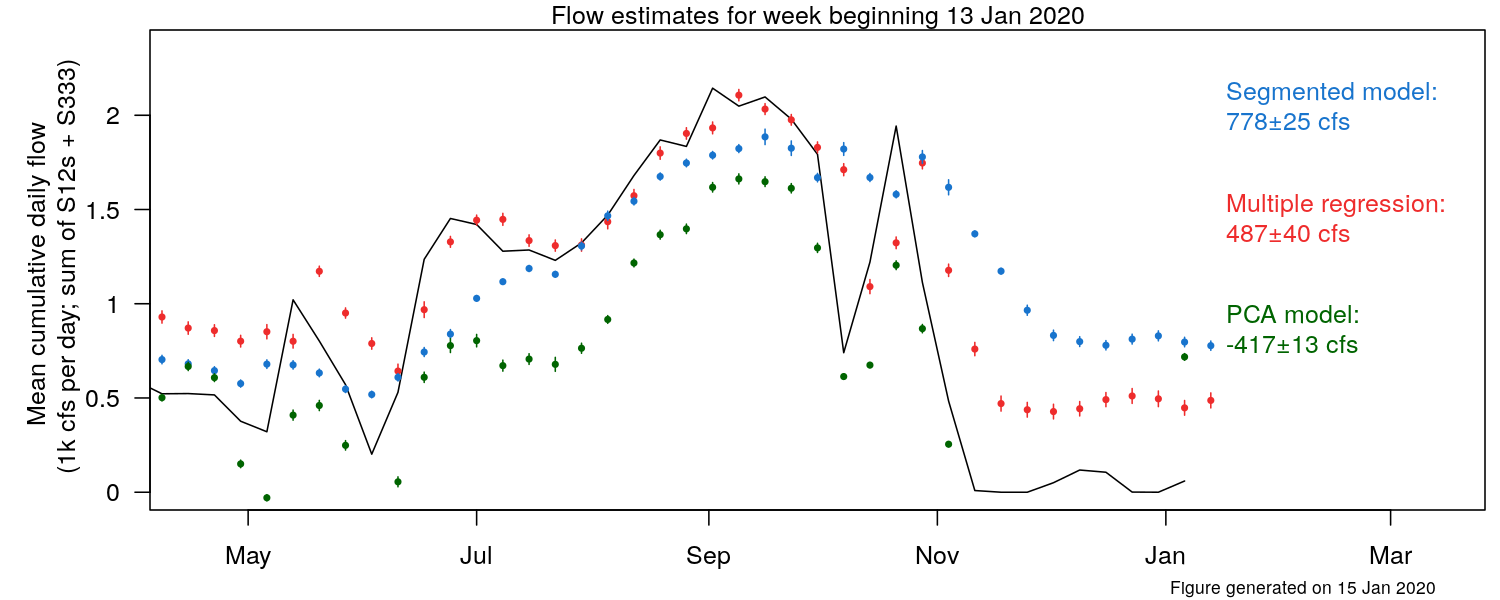 Flow estimates for week beginning 13 Jan 2020
Mean cumulative daily flow
(1k cfs per day; sum of S12s + S333)
2
1.5
1
0.5
0
Segmented model:
778±25 cfs
Multiple regression:
487±40 cfs
PCA model:
-417±13 cfs
May Jul Sep Nov Jan Mar
Figure generated on 15 Jan 2020